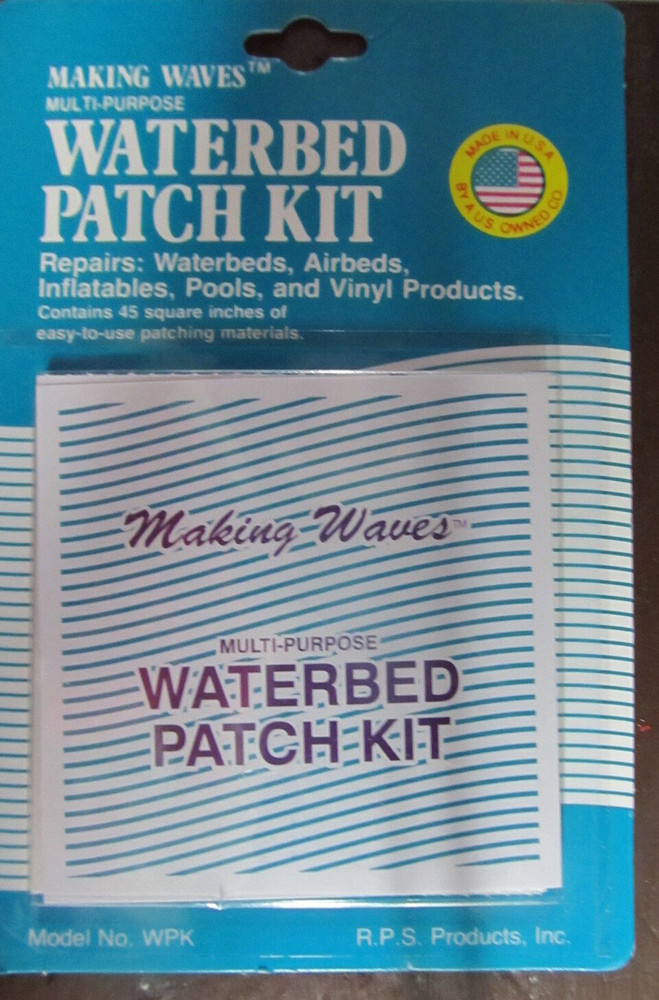 MAKING WAVES™
MULTI-PURPOSE
WATERBED
PATCH KIT
MADE IN U.S.A
BY A U.S. OWNED CO.
Repairs: Waterbeds, Airbeds,
Inflatables, Pools, and Vinyl Products.
Contains 45 square inches of
easy-to-use patching materials.
Making Waves™
MULTI-PURPOSE
WATERBED
PATCH KIT
Model No. WPK
R.P.S. Products, Inc.